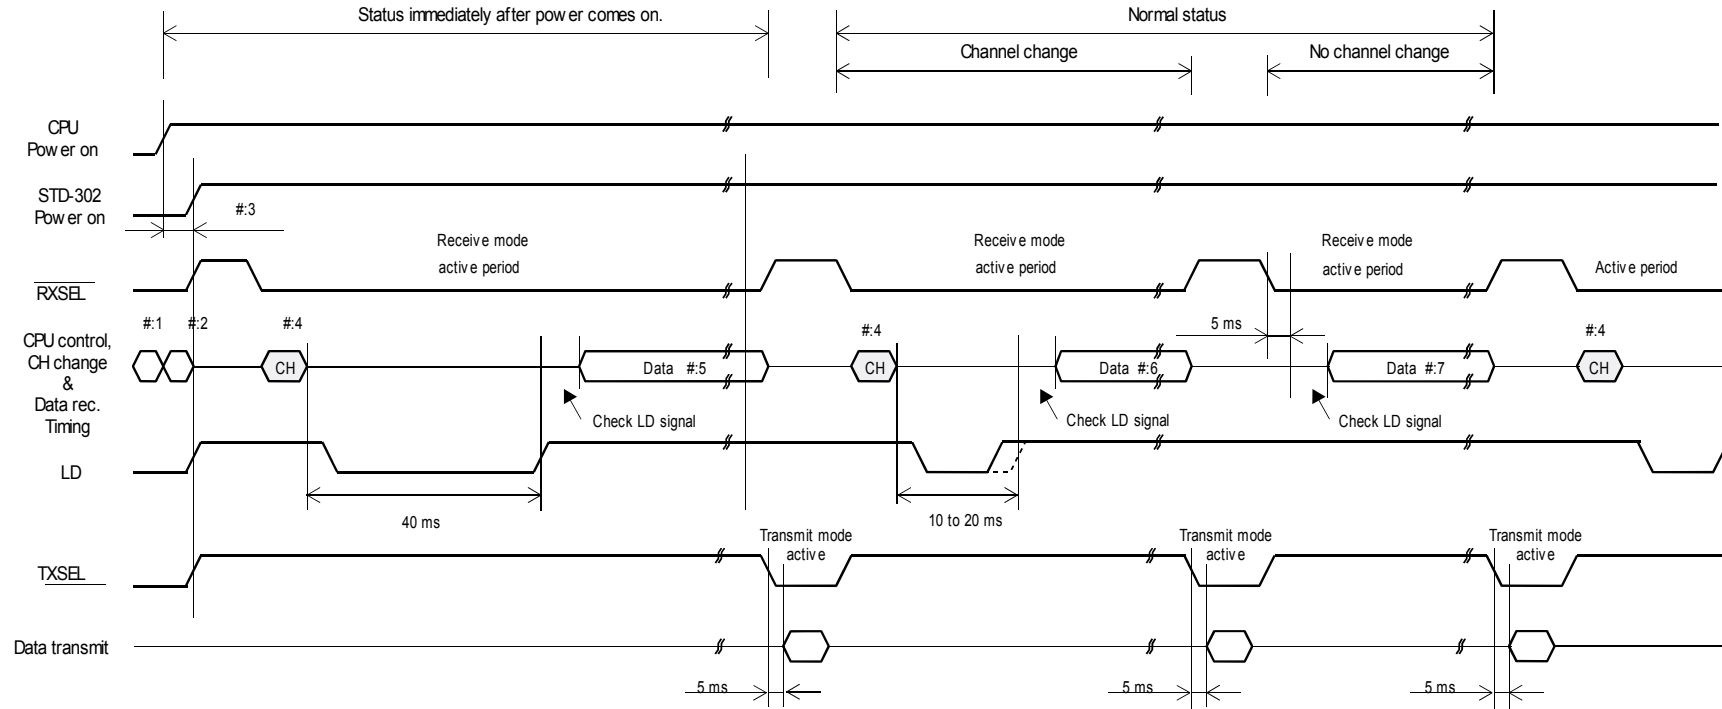 Status immediately after power comes on.
Normal status
Channel change
No channel change
CPU
Power on
STD-302
Power on
#:3
Receive mode
active period
Receive mode
active period
Receive mode
active period
Active period
RXSEL
#:1
#:2
#:4
#:4
5 ms
#:4
CPU control,
CH change
&
Data rec.
Timing
CH
Data #:5
CH
Data #:6
Data #:7
CH
Check LD signal
Check LD signal
Check LD signal
LD
40 ms
10 to 20 ms
Transmit mode
active
Transmit mode
active
Transmit mode
active
TXSEL
Data transmit
5 ms
5 ms
5 ms